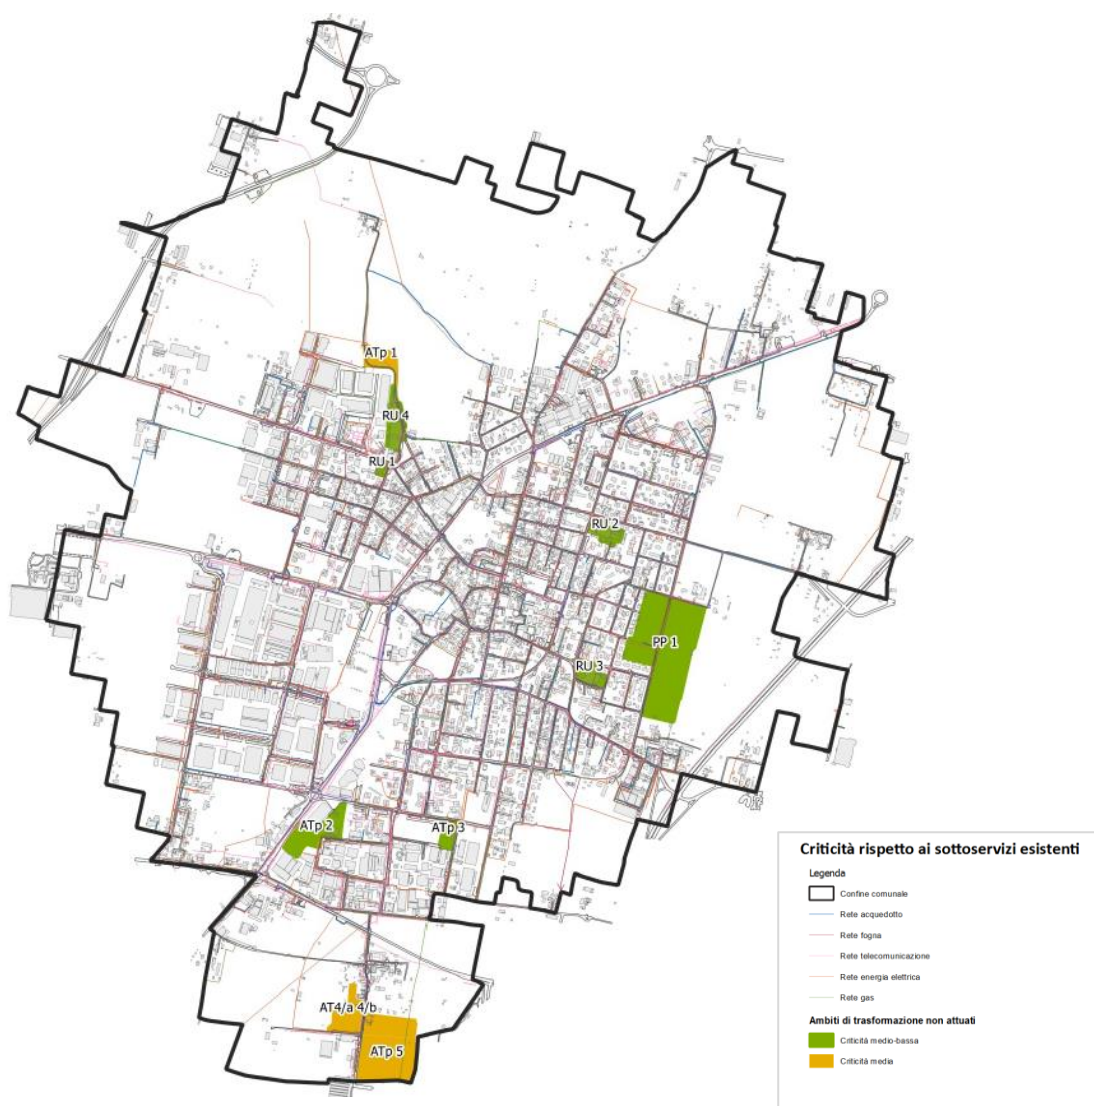 ATp 1
RU 4
RU 1
RU 2
PP 1
RU 3
ATp 2
ATp 3
AT4/a 4/b
ATp 5
Criticità rispetto ai sottoservizi esistenti
Legenda
Confine comunale
Rete acquedotto
Rete fogna
Rete telecomunicazione
Rete energia elettrica
Rete gas
Ambiti di trasformazione non attuati
Criticità medio-bassa
Criticità media